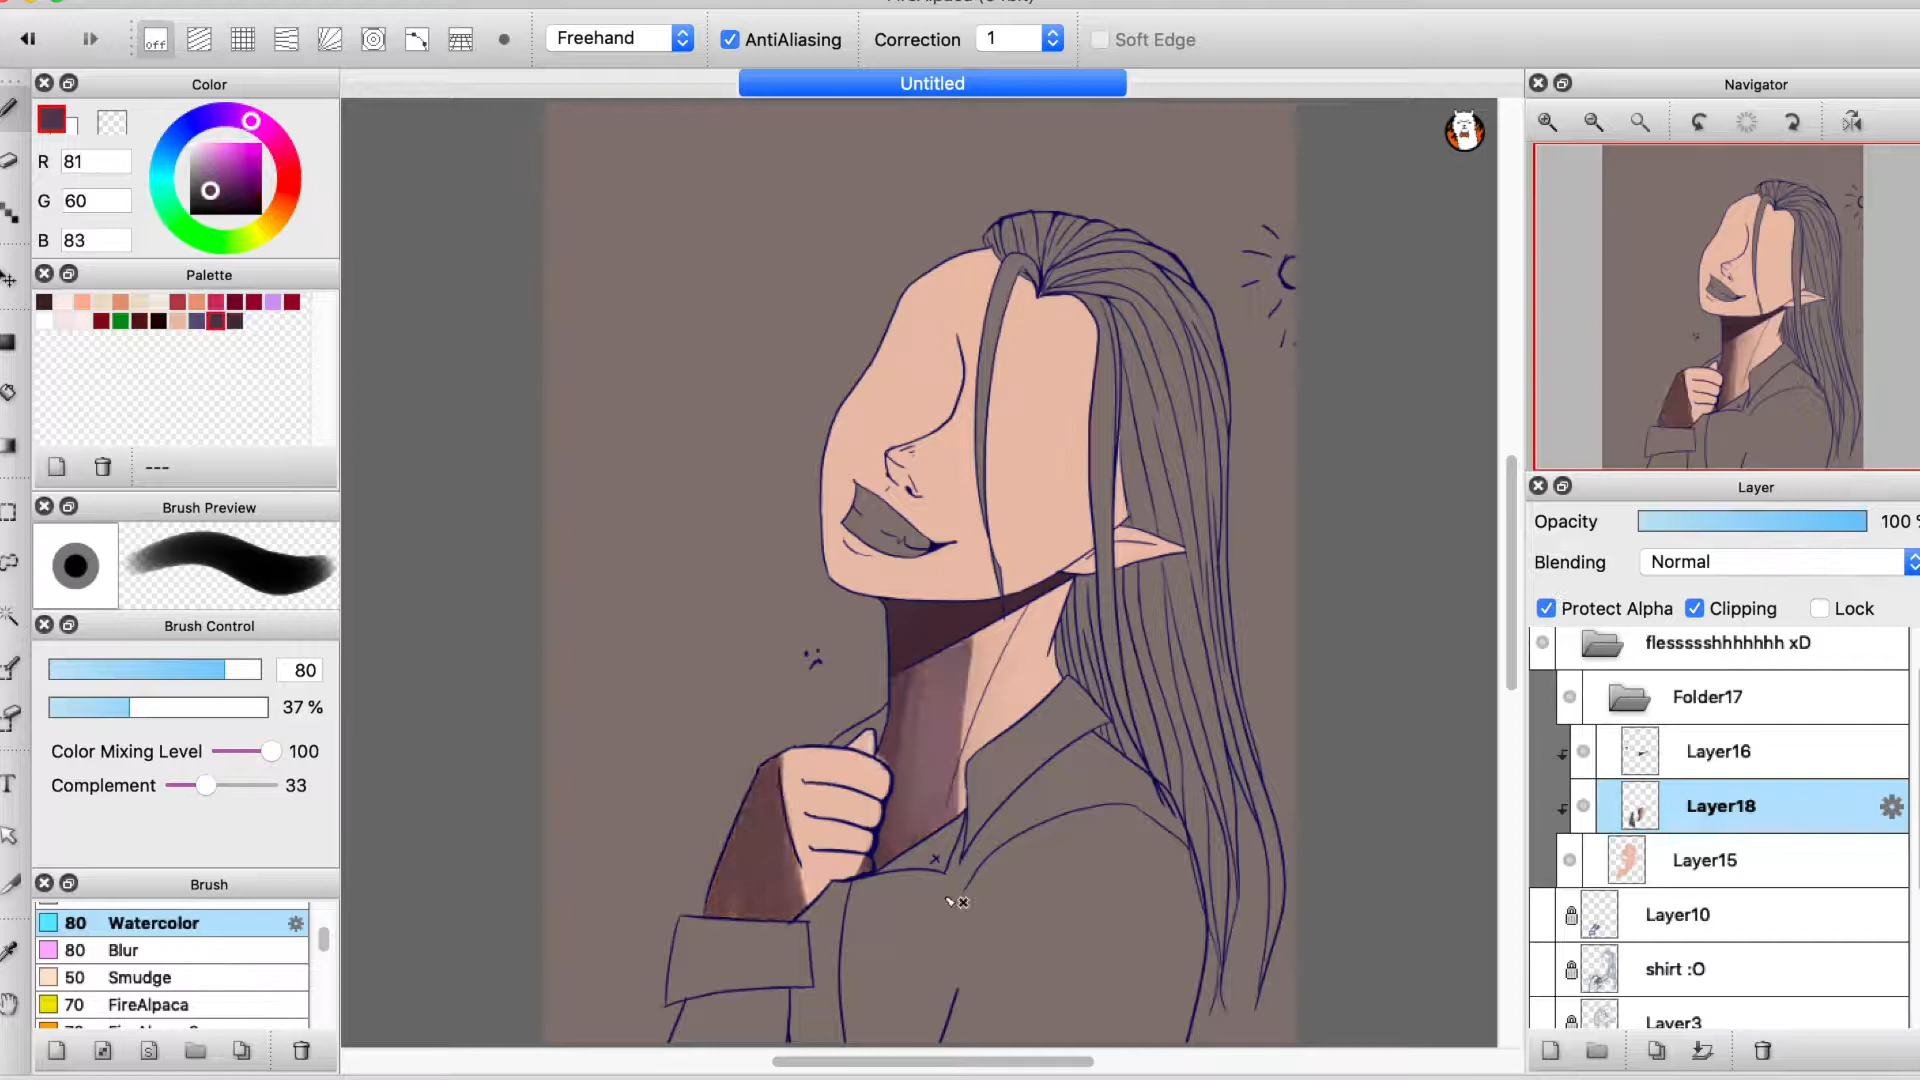 off
Freehand
AntiAliasing
Correction
1
Soft Edge
Color
Untitled
Navigator
R 81
G 60
B 83
Palette
---
Brush Preview
Brush Control
80
37 %
Color Mixing Level 100
Complement 33
Brush
80 Watercolor
80 Blur
50 Smudge
70 FireAlpaca
Layer
Opacity 100 %
Blending Normal
Protect Alpha Clipping Lock
flesssshhhhhhh xD
Folder17
Layer16
Layer18
Layer15
Layer10
shirt :O
Layer3